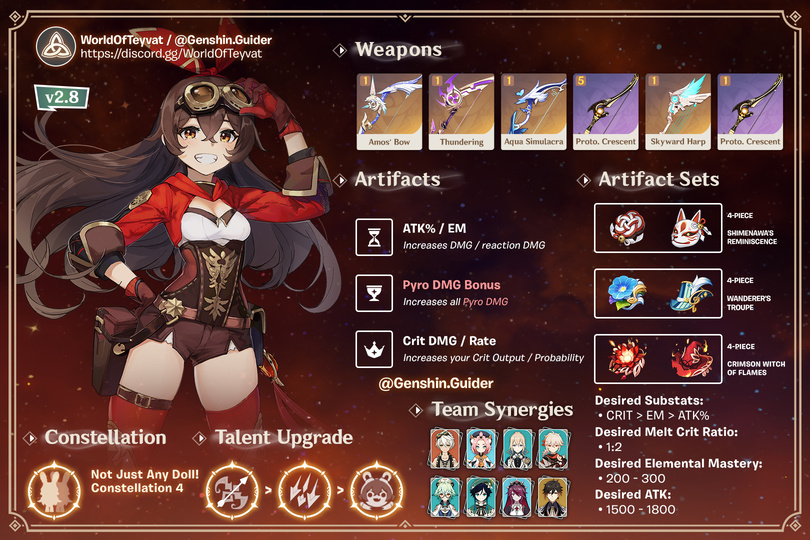 WorldOfTeyvat / @Genshin.Guider
https://discord.gg/WorldOfTeyvat
v2.8
Weapons
1
1
1
5
1
1
Amos' Bow
Thundering
Aqua Simulacra
Proto. Crescent
Skyward Harp
Proto. Crescent
Artifacts
ATK% / EM
Increases DMG / reaction DMG
Pyro DMG Bonus
Increases all Pyro DMG
Crit DMG / Rate
Increases your Crit Output / Probability
@Genshin.Guider
Artifact Sets
4-PIECE
SHIMENAWA'S
REMINISCENCE
4-PIECE
WANDERER'S
TROUPE
4-PIECE
CRIMSON WITCH
OF FLAMES
Desired Substats:
• CRIT > EM > ATK%
Desired Melt Crit Ratio:
• 1:2
Desired Elemental Mastery:
• 200 - 300
Desired ATK:
• 1500 - 1800
Team Synergies
Constellation
Not Just Any Doll!
Constellation 4
Talent Upgrade
> >